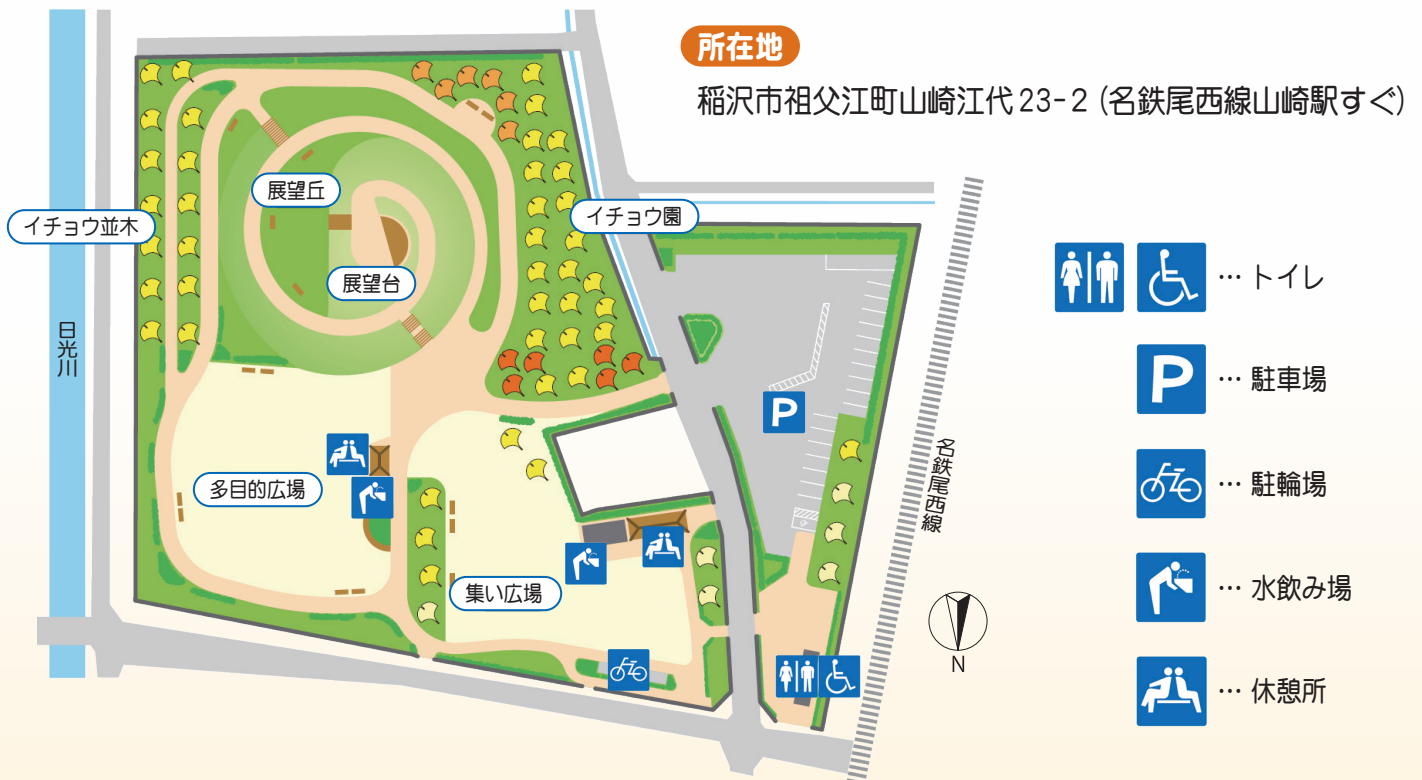 所在地
稲沢市祖父江町山崎江代23-2 (名鉄尾西線山崎駅すぐ)
展望丘
イチョウ並木
イチョウ園
展望台
日光川
… トイレ
P … 駐車場
P
名鉄尾西線
多目的広場
… 駐輪場
集い広場
… 水飲み場
N
… 休憩所